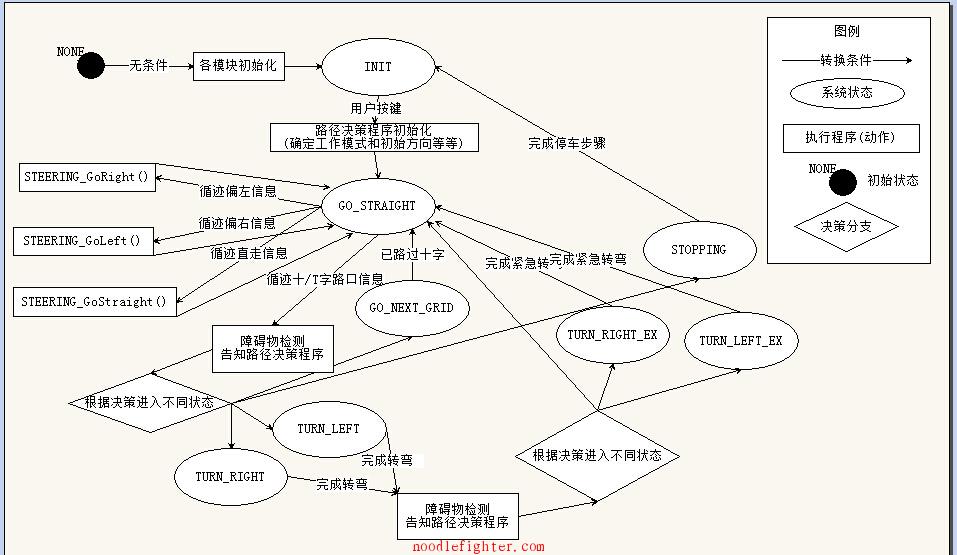 图例
NONE
无条件
各模块初始化
INIT
转换条件
系统状态
用户按键
路径决策程序初始化
(确定工作模式和初始方向等等)
完成停车步骤
执行程序(动作)
NONE
初始状态
STEERING_GoRight()
循迹偏左信息
GO_STRAIGHT
决策分支
循迹偏右信息
STEERING_GoLeft()
循迹直走信息
已路过十字
STOPPING
完成紧急转弯
循迹十/T字路口信息
STEERING_GoStraight()
GO_NEXT_GRID
障碍物检测
告知路径决策程序
TURN_RIGHT_EX
TURN_LEFT_EX
根据决策进入不同状态
TURN_LEFT
完成转弯
TURN_RIGHT
完成转弯
根据决策进入不同状态
障碍物检测
告知路径决策程序
noodlefighter.com